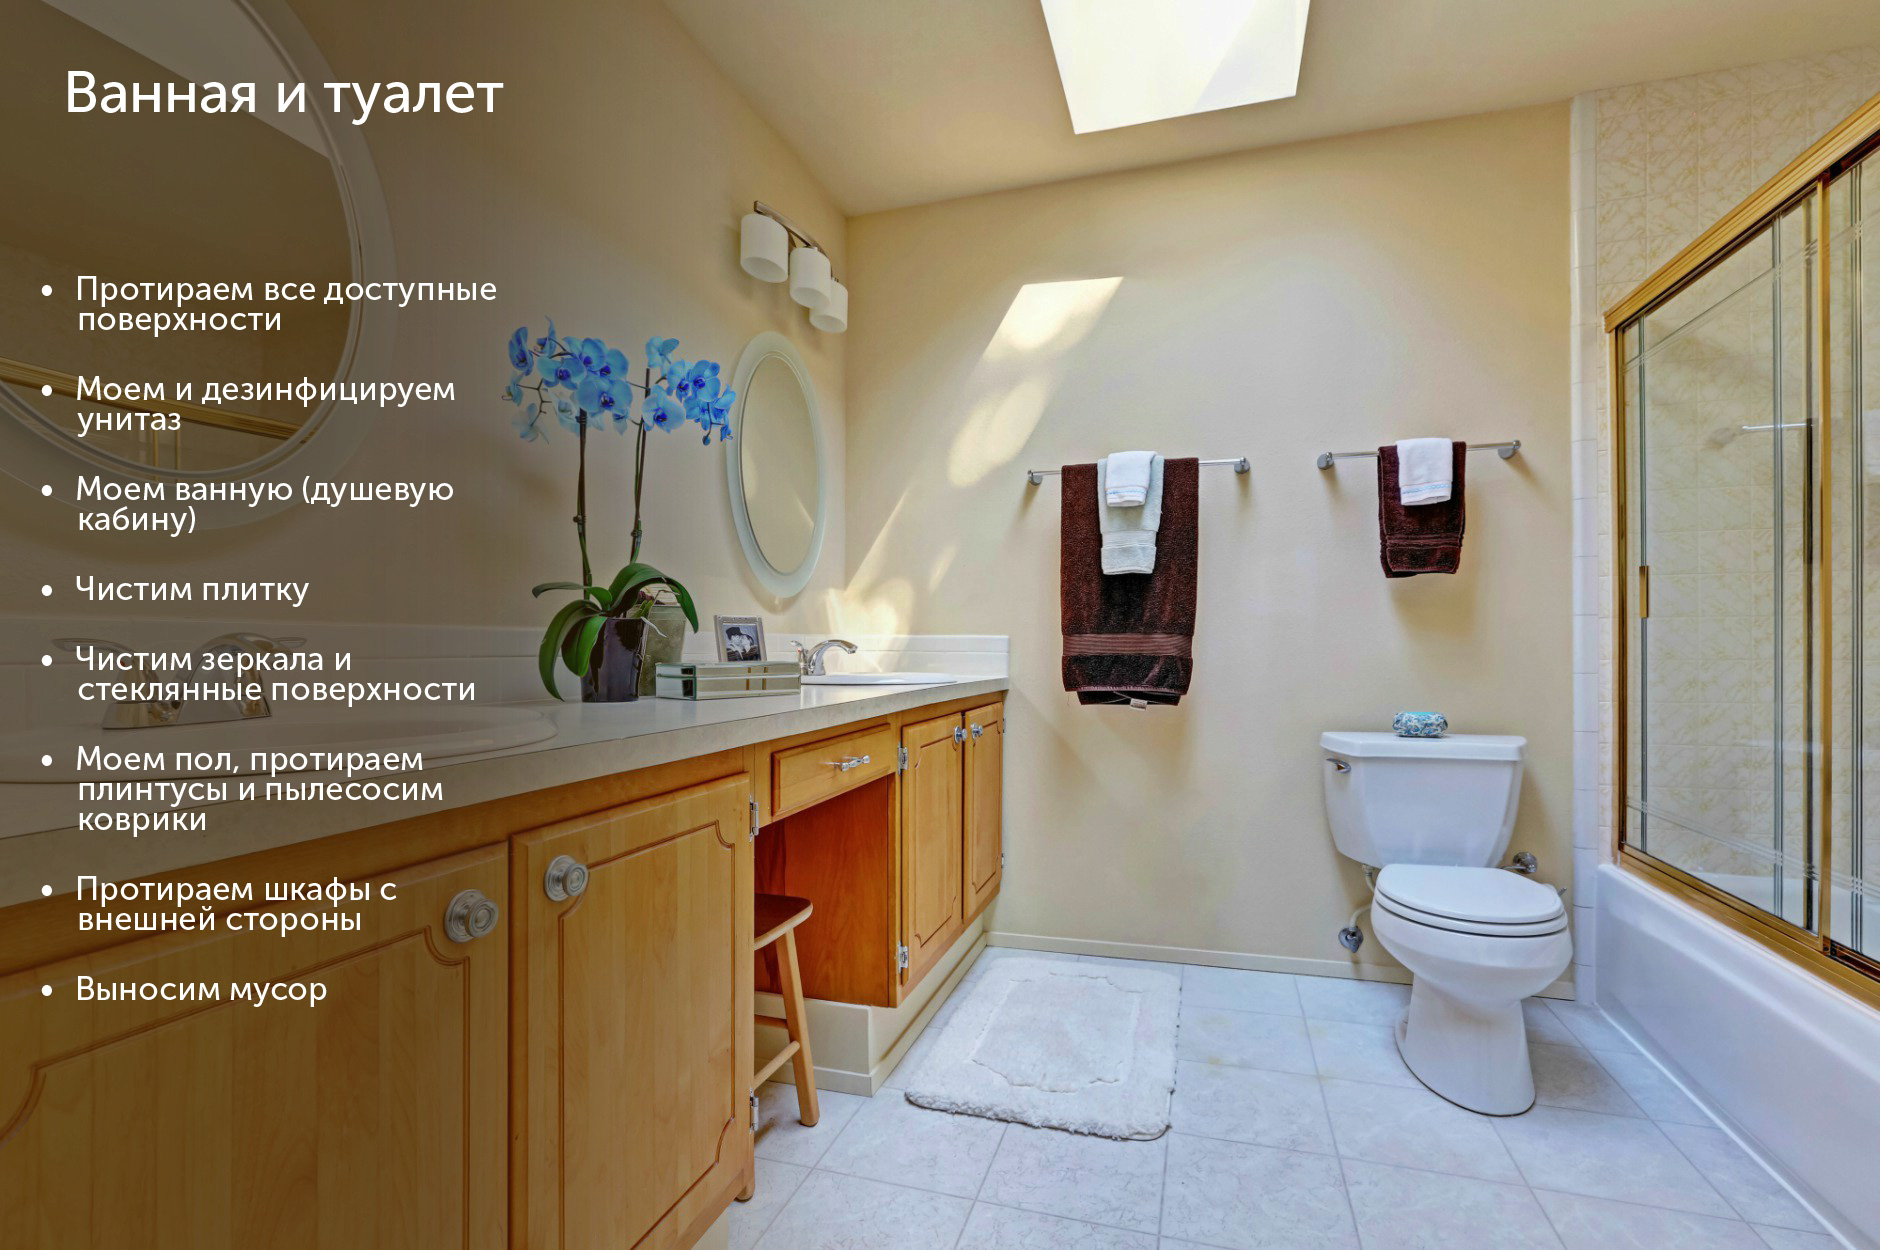 Ванная и туалет
• Протираем все доступные
поверхности
• Моем и дезинфицируем
унитаз
• Моем ванную (душевую
кабину)
• Чистим плитку
• Чистим зеркала и
стеклянные поверхности
• Моем пол, протираем
плинтусы и пылесосим
коврики
• Протираем шкафы с
внешней стороны
• Выносим мусор